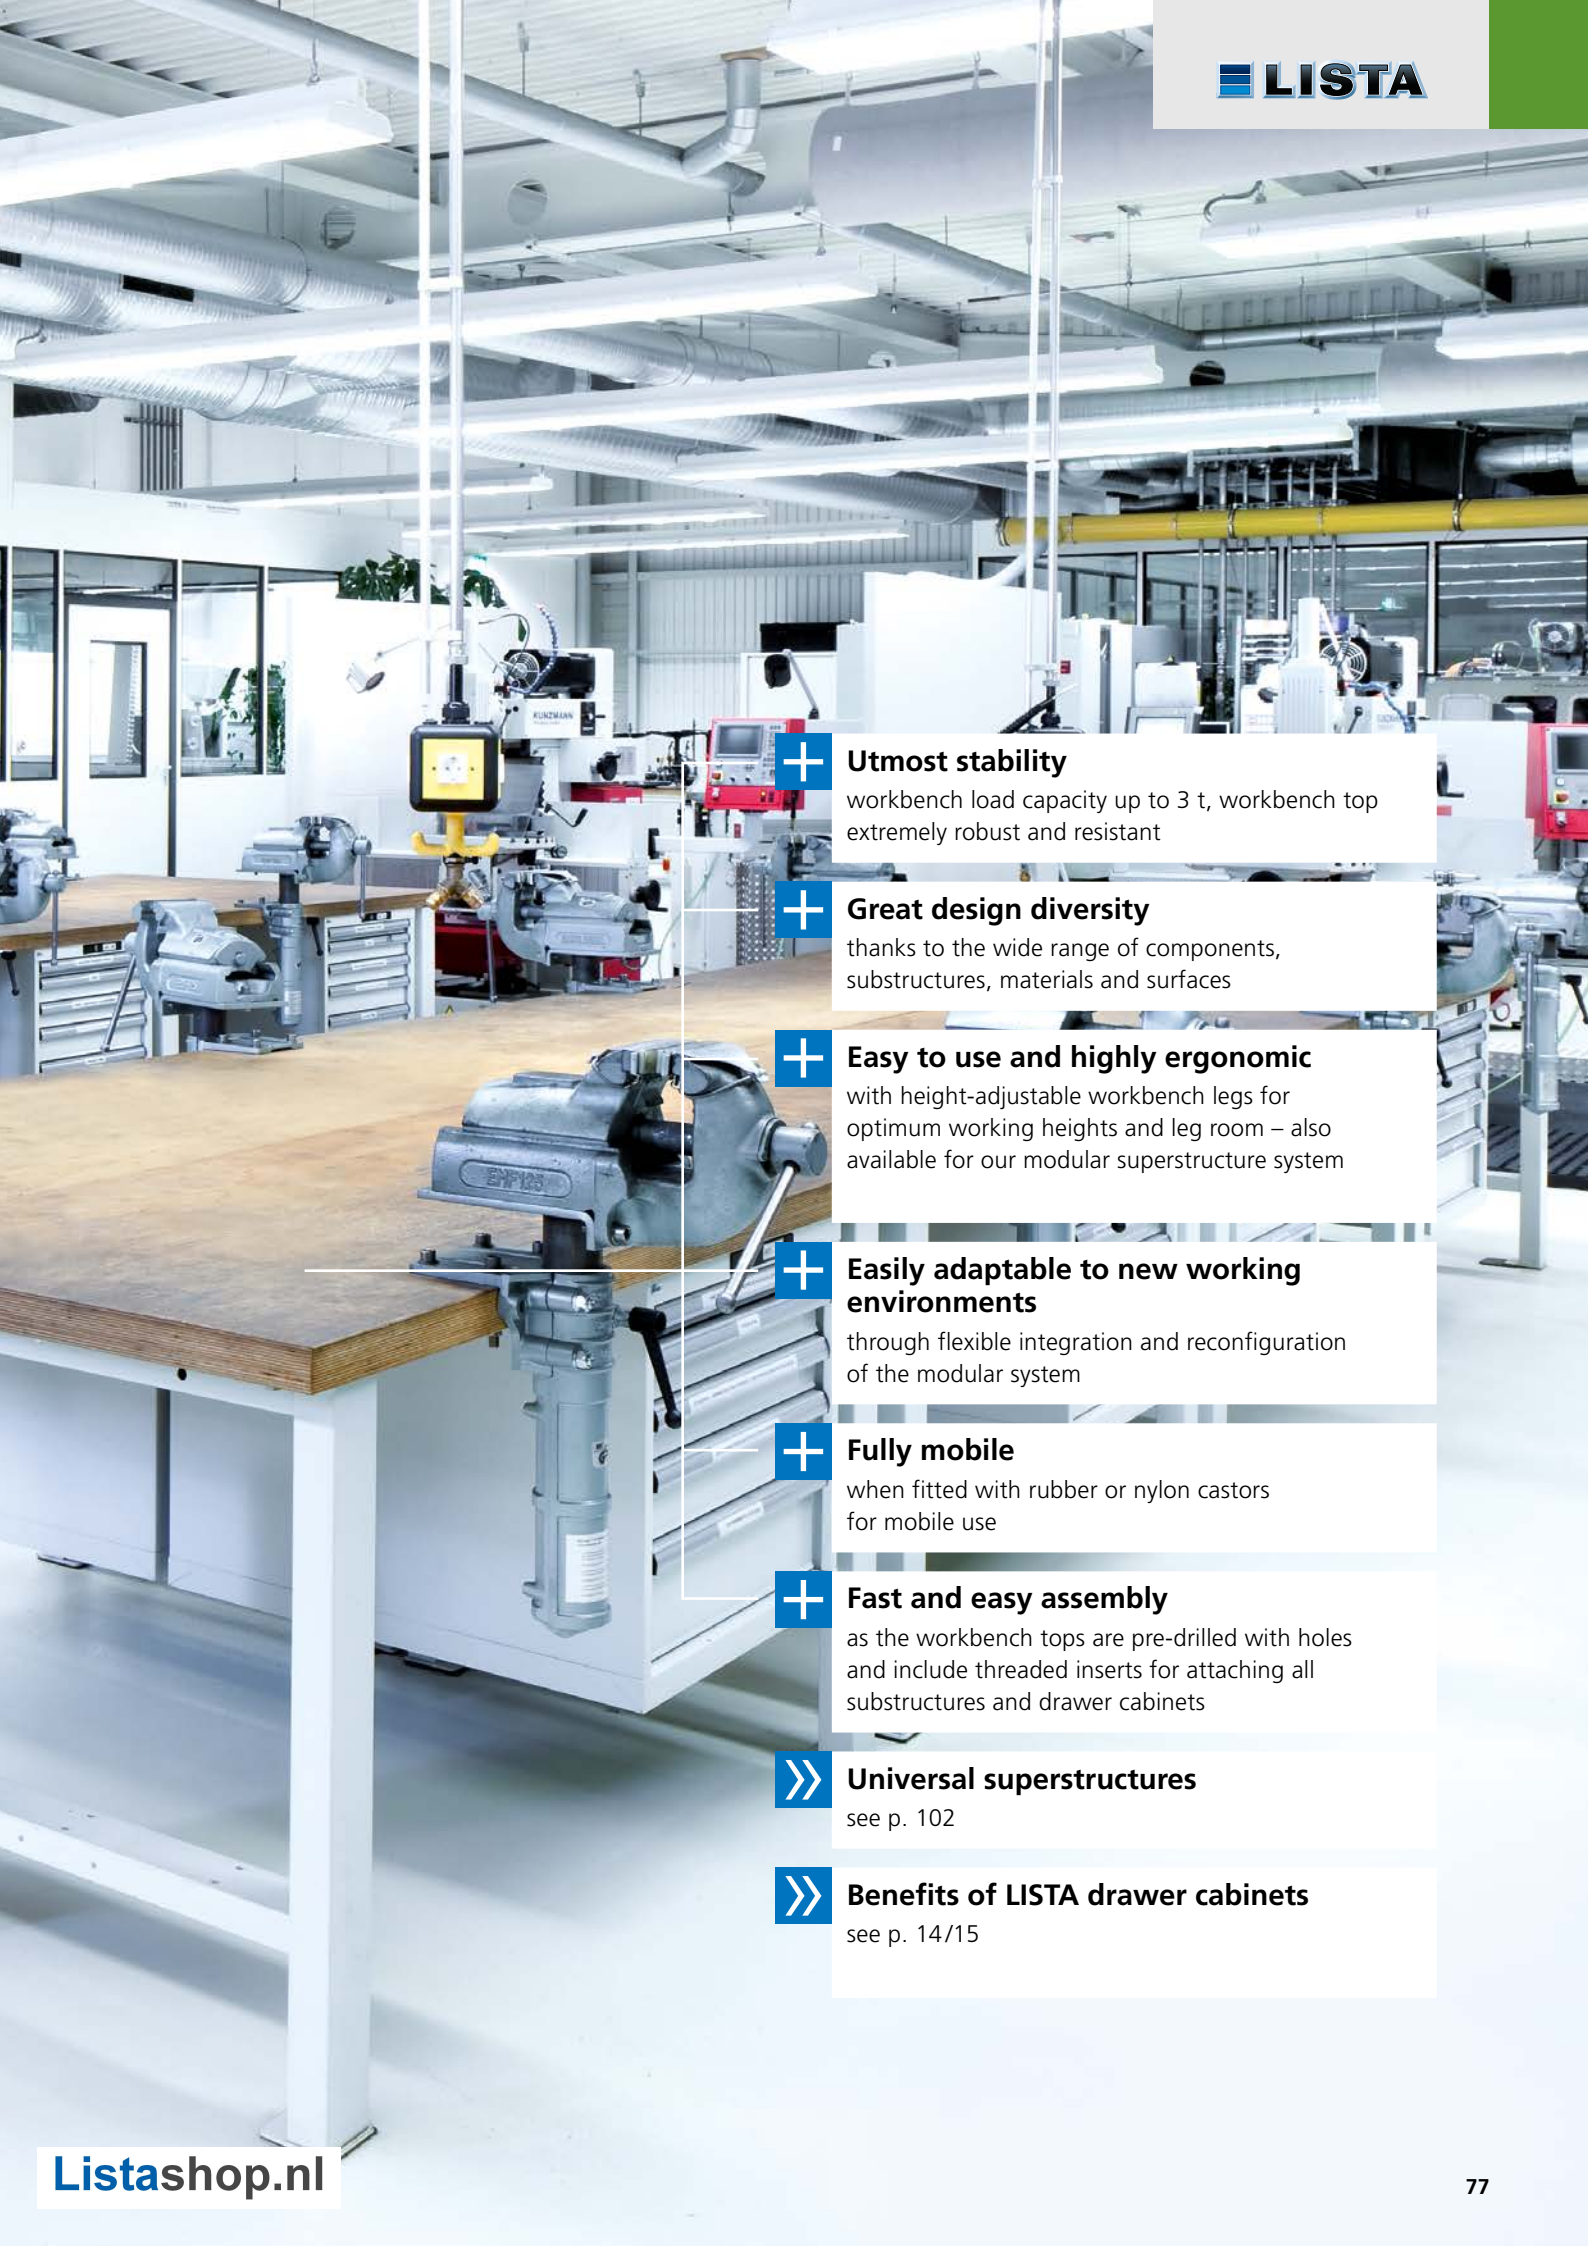 LISTA
KUNZMANN
Utmost stability
workbench load capacity up to 3 t, workbench top
extremely robust and resistant
Great design diversity
thanks to the wide range of components,
substructures, materials and surfaces
Easy to use and highly ergonomic
with height-adjustable workbench legs for
optimum working heights and leg room – also
available for our modular superstructure system
Easily adaptable to new working
environments
through flexible integration and reconfiguration
of the modular system
Fully mobile
when fitted with rubber or nylon castors
for mobile use
Fast and easy assembly
as the workbench tops are pre-drilled with holes
and include threaded inserts for attaching all
substructures and drawer cabinets
Universal superstructures
see p. 102
Benefits of LISTA drawer cabinets
see p. 14/15
Listashop.nl
77